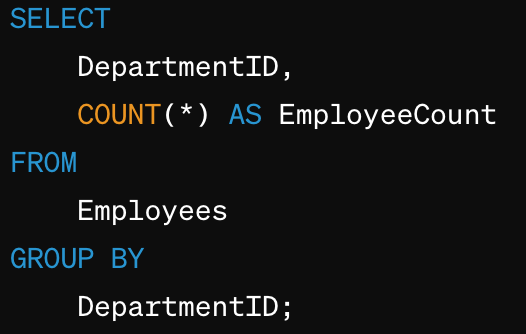 SELECT
    DepartmentID,
    COUNT(*) AS EmployeeCount
FROM
    Employees
GROUP BY
    DepartmentID;